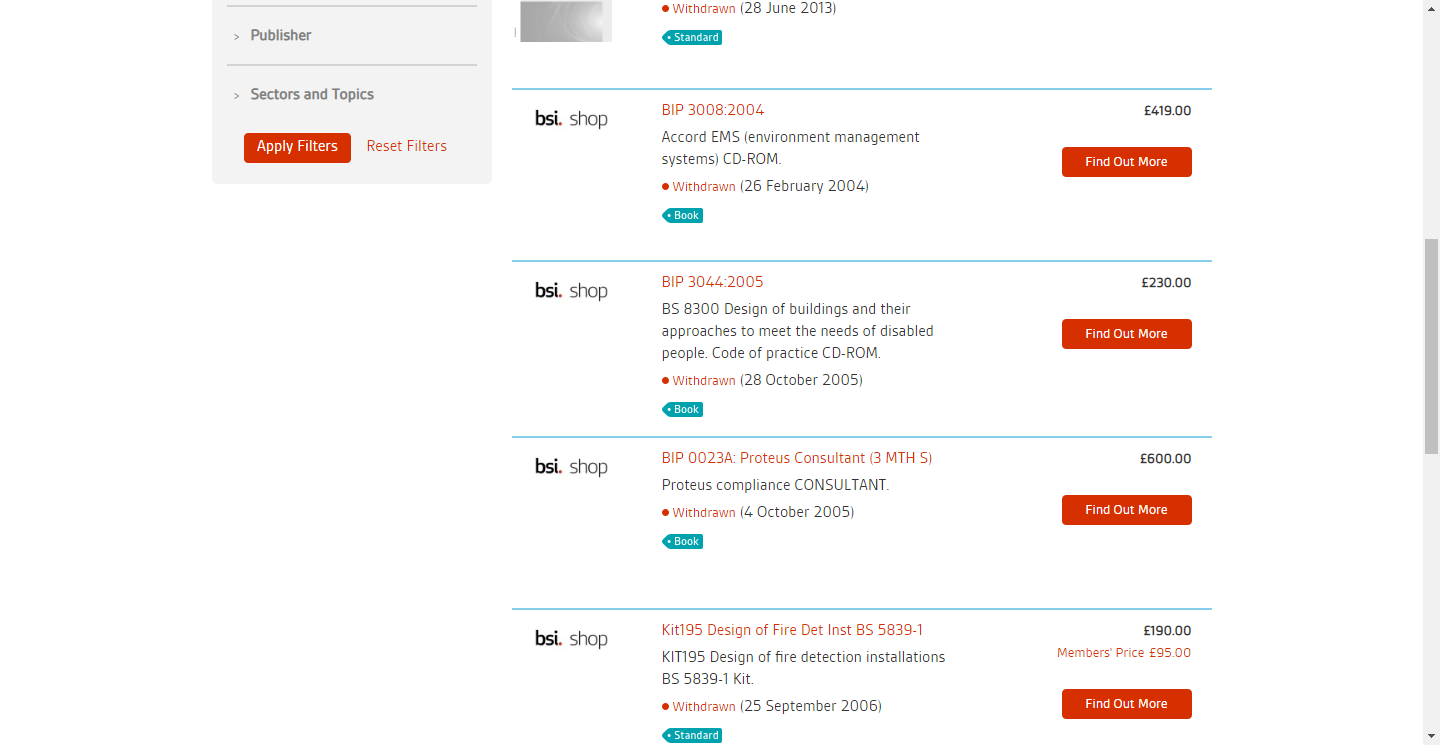 > Publisher
> Sectors and Topics
Apply Filters Reset Filters
Withdrawn (28 June 2013)
Standard
bsi. shop
BIP 3008:2004
£419.00
Accord EMS (environment management
systems) CD-ROM.
Find Out More
Withdrawn (26 February 2004)
Book
bsi. shop
BIP 3044:2005
£230.00
BS 8300 Design of buildings and their
approaches to meet the needs of disabled
people. Code of practice CD-ROM.
Find Out More
Withdrawn (28 October 2005)
Book
bsi. shop
BIP 0023A: Proteus Consultant (3 MTH S)
£600.00
Proteus compliance CONSULTANT.
Find Out More
Withdrawn (4 October 2005)
Book
bsi. shop
Kit195 Design of Fire Det Inst BS 5839-1
£190.00
Members' Price £95.00
KIT195 Design of fire detection installations
BS 5839-1 Kit.
Find Out More
Withdrawn (25 September 2006)
Standard